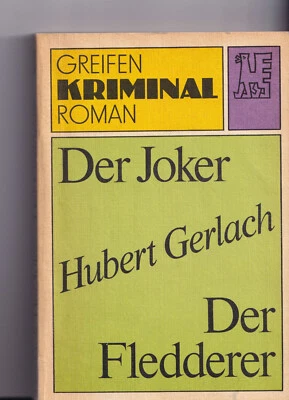 GREIFEN
KRIMINAL
ROMAN
Der Joker
Hubert Gerlach
Der
Fledderer